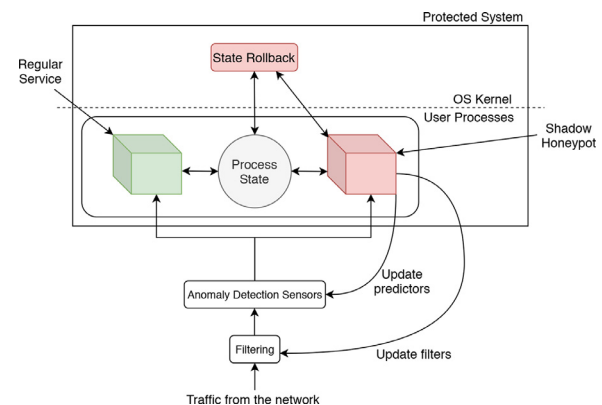 Protected System
State Rollback
Regular
Service
OS Kernel
User Processes
Shadow
Honeypot
Process
State
Update
predictors
Anomaly Detection Sensors
Filtering
Update filters
Traffic from the network